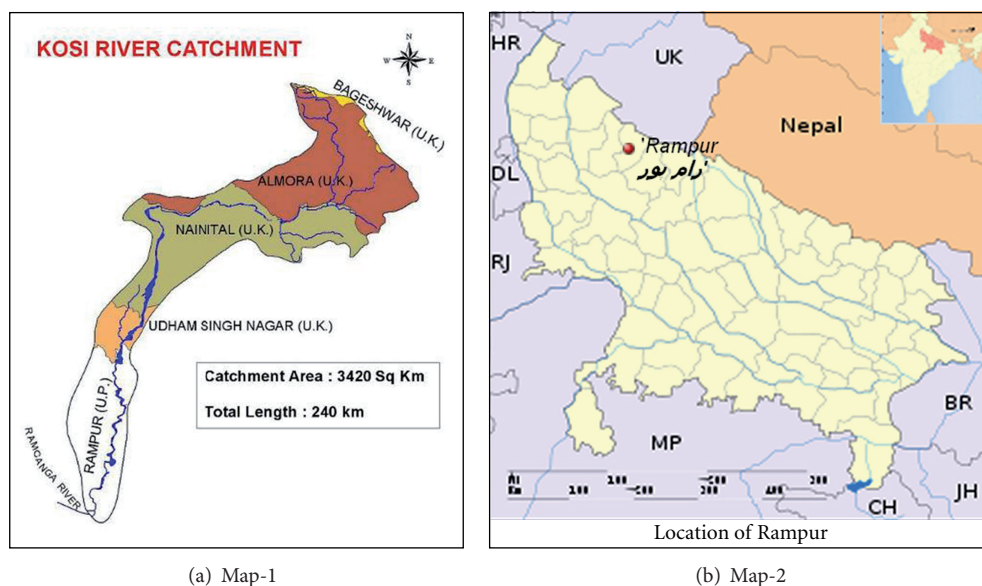 KOSI RIVER CATCHMENT
N
W
E
S
BAGESHWAR (U.K.)
ALMORA (U.K.)
NAINITAL (U.K.)
UDHAM SINGH NAGAR (U.K.)
Catchment Area : 3420 Sq Km
Total Length : 240 km
RAMPUR (U.P.)
RAMGANGA RIVER
(a) Map-1
HR
UK
Nepal
'Rampur
رام پور'
DL
RJ
MP
BR
JH
CH
Km
Location of Rampur
(b) Map-2